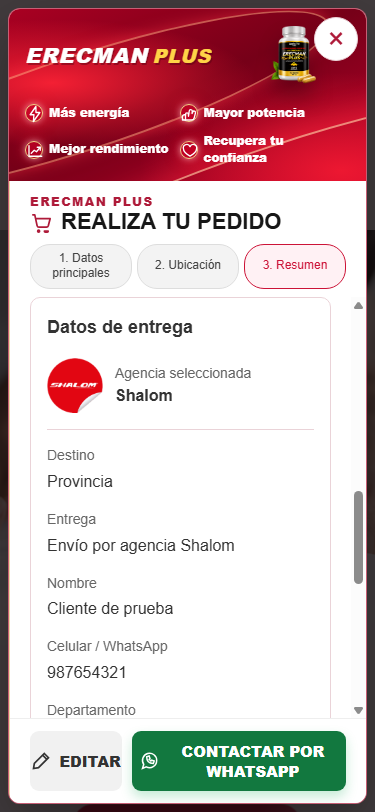 ERECMAN PLUS
Más energía
Mayor potencia
Mejor rendimiento
Recupera tu
confianza
ERECMAN PLUS
REALIZA TU PEDIDO
1. Datos
principales
2. Ubicación
3. Resumen
Datos de entrega
SHALOM
Agencia seleccionada
Shalom
Destino
Provincia
Entrega
Envío por agencia Shalom
Nombre
Cliente de prueba
Celular / WhatsApp
987654321
Departamento
EDITAR
CONTACTAR POR
WHATSAPP